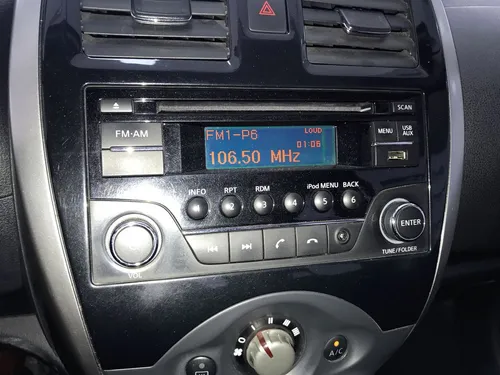 SCAN
FM·AM
FM1-P6
LOUD
01:06
106.50 MHz
MENU
USB
AUX
INFO
RPT
RDM
iPod MENU
BACK
2
3
4
5
6
ENTER
VOL
TUNE/FOLDER
A/C